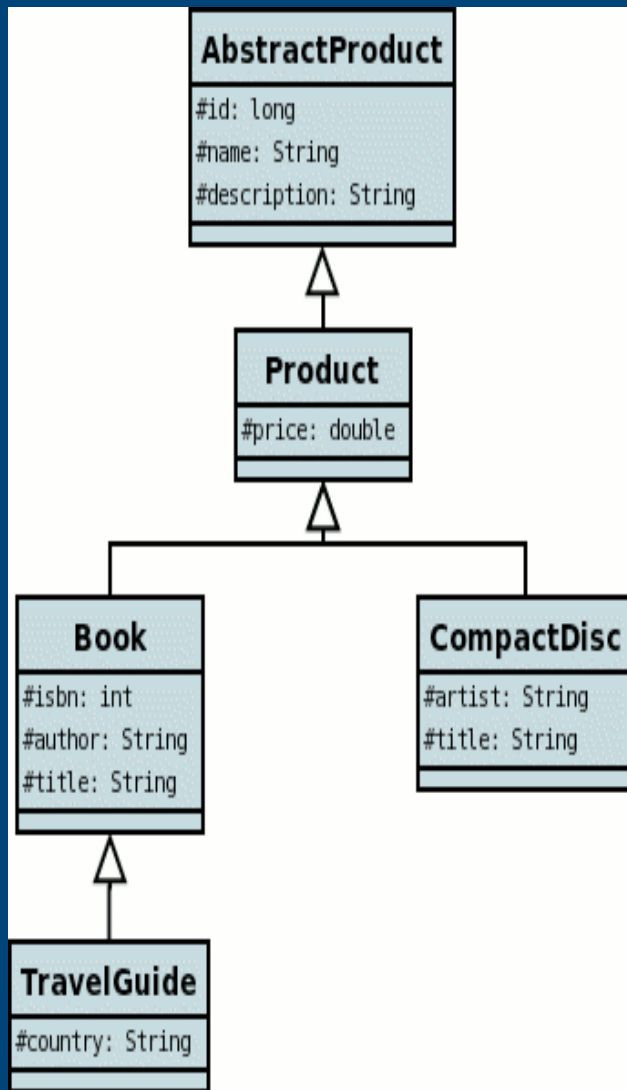 AbstractProduct
#id: long
#name: String
#description: String
Product
#price: double
Book
#isbn: int
#author: String
#title: String
CompactDisc
#artist: String
#title: String
TravelGuide
#country: String